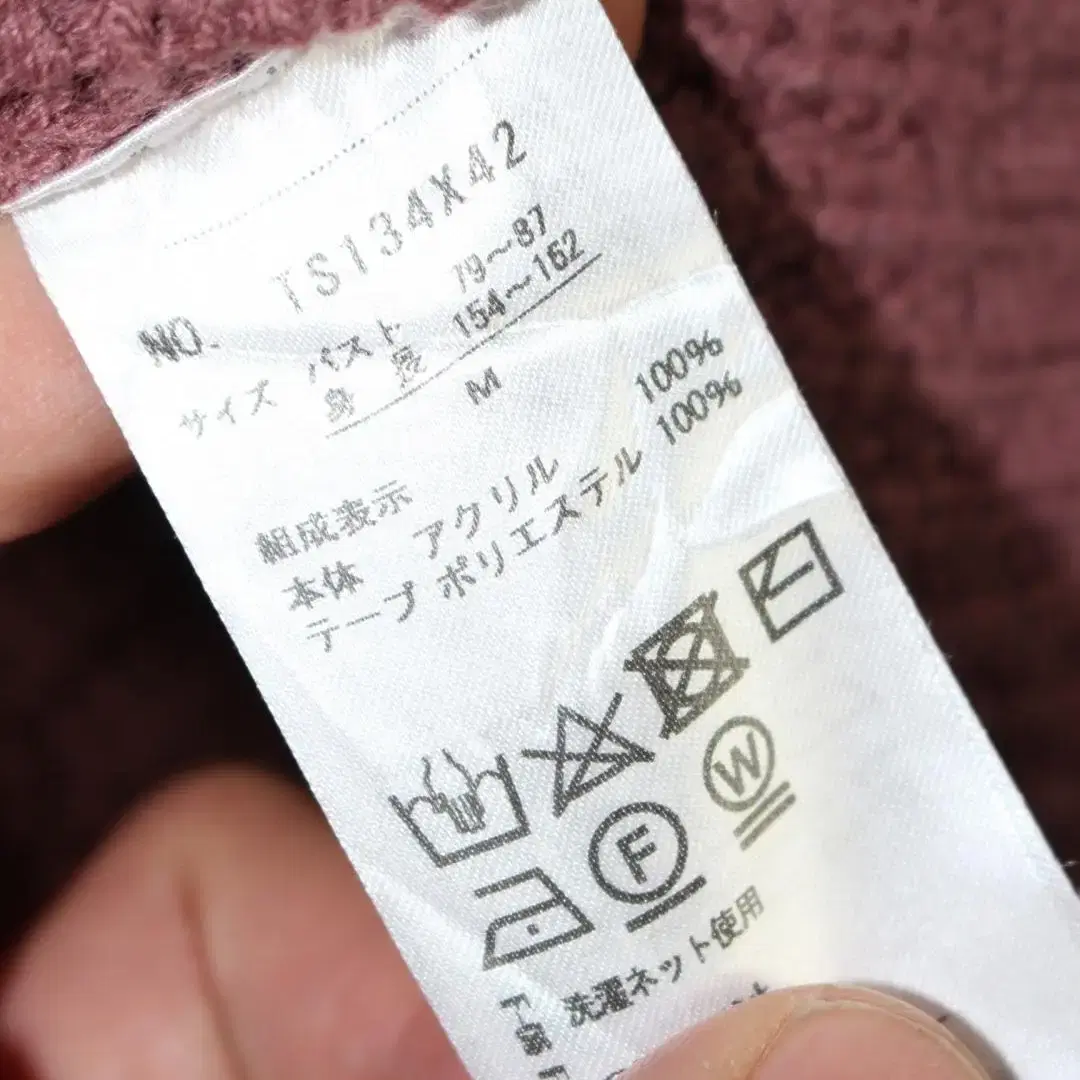 NO. TS134X42
サイズ バスト 79~87
身長 154~162
M
組成表示
本体 アクリル 100%
テープ ポリエステル 100%
W
F
洗濯ネット使用